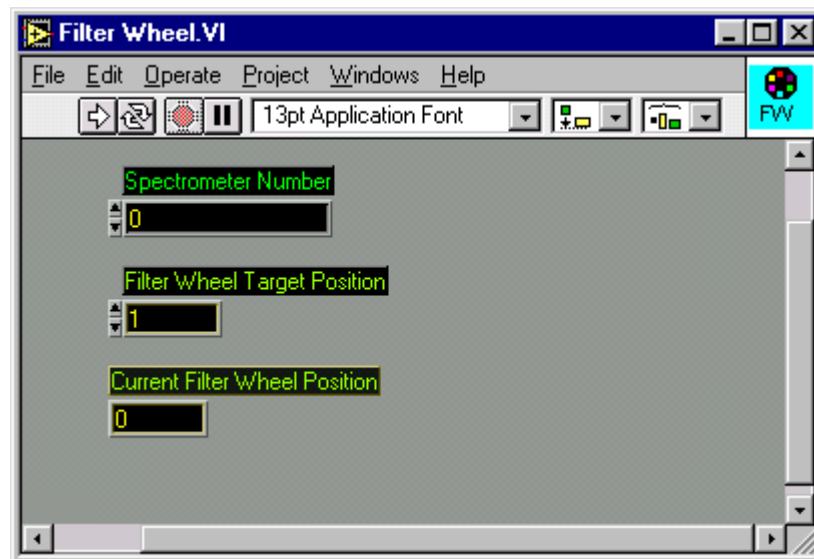 Filter Wheel.VI
File Edit Operate Project Windows Help
13pt Application Font
FW
Spectrometer Number
0
Filter Wheel Target Position
1
Current Filter Wheel Position
0